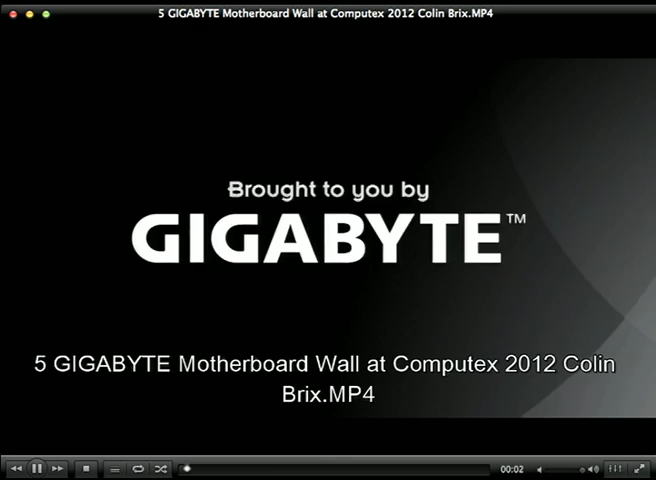 5 GIGABYTE Motherboard Wall at Computex 2012 Colin Brix.MP4
Brought to you by
GIGABYTE™
5 GIGABYTE Motherboard Wall at Computex 2012 Colin
Brix.MP4
00:02